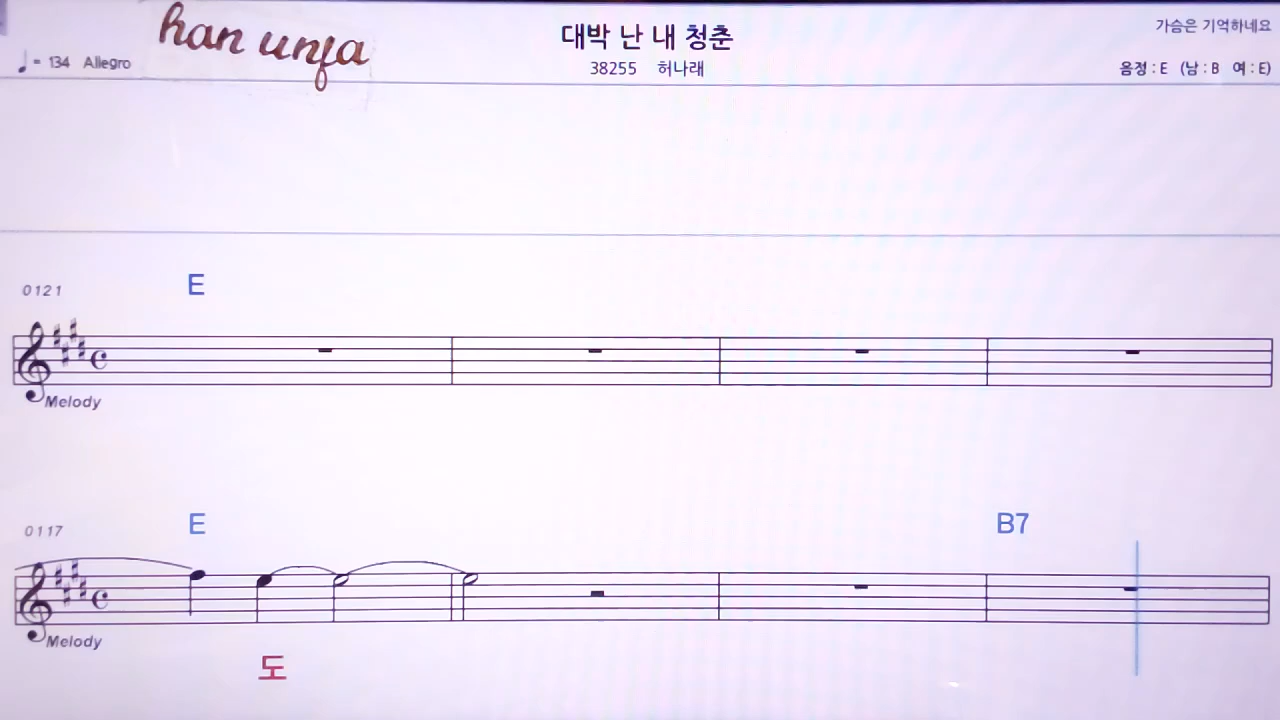 han unja
대박 난 내 청춘
가슴은 기억하네요
♩= 134 Allegro
38255 허나래
음정 : E (남 : B 여 : E)
0121
E
Melody
0117
E
B7
Melody
도